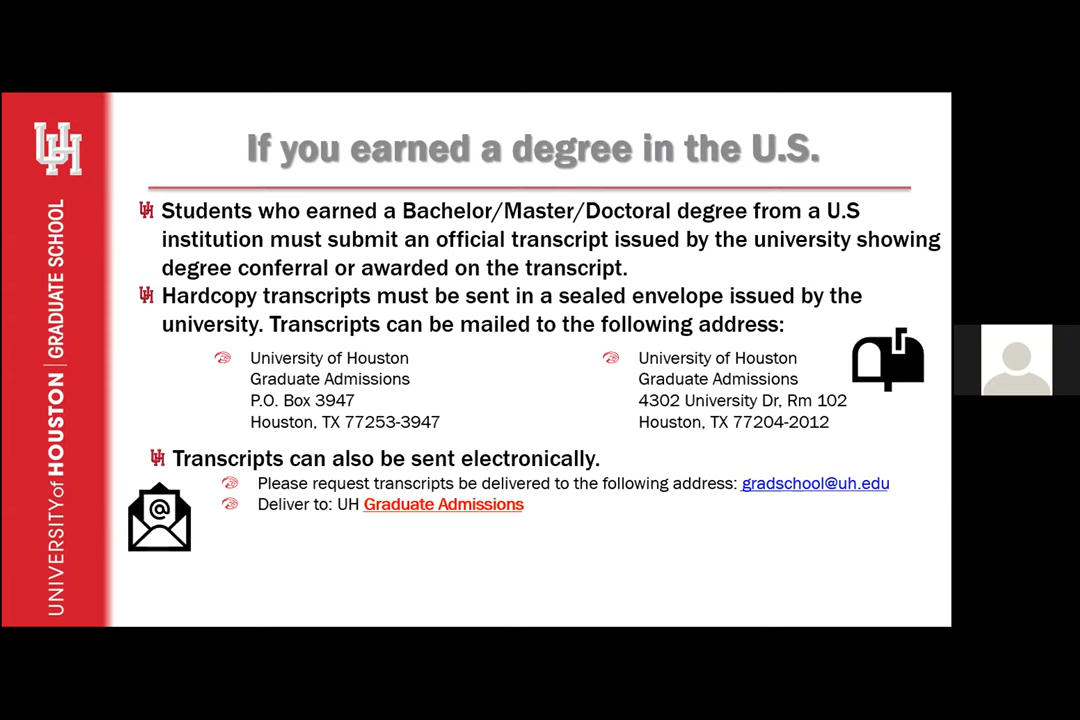 If you earned a degree in the U.S.
Students who earned a Bachelor/Master/Doctoral degree from a U.S
institution must submit an official transcript issued by the university showing
degree conferral or awarded on the transcript.
Hardcopy transcripts must be sent in a sealed envelope issued by the
university. Transcripts can be mailed to the following address:
University of Houston
Graduate Admissions
P.O. Box 3947
Houston, TX 77253-3947
University of Houston
Graduate Admissions
4302 University Dr, Rm 102
Houston, TX 77204-2012
Transcripts can also be sent electronically.
Please request transcripts be delivered to the following address: gradschool@uh.edu
Deliver to: UH Graduate Admissions
@
UH
UNIVERSITY of HOUSTON | GRADUATE SCHOOL